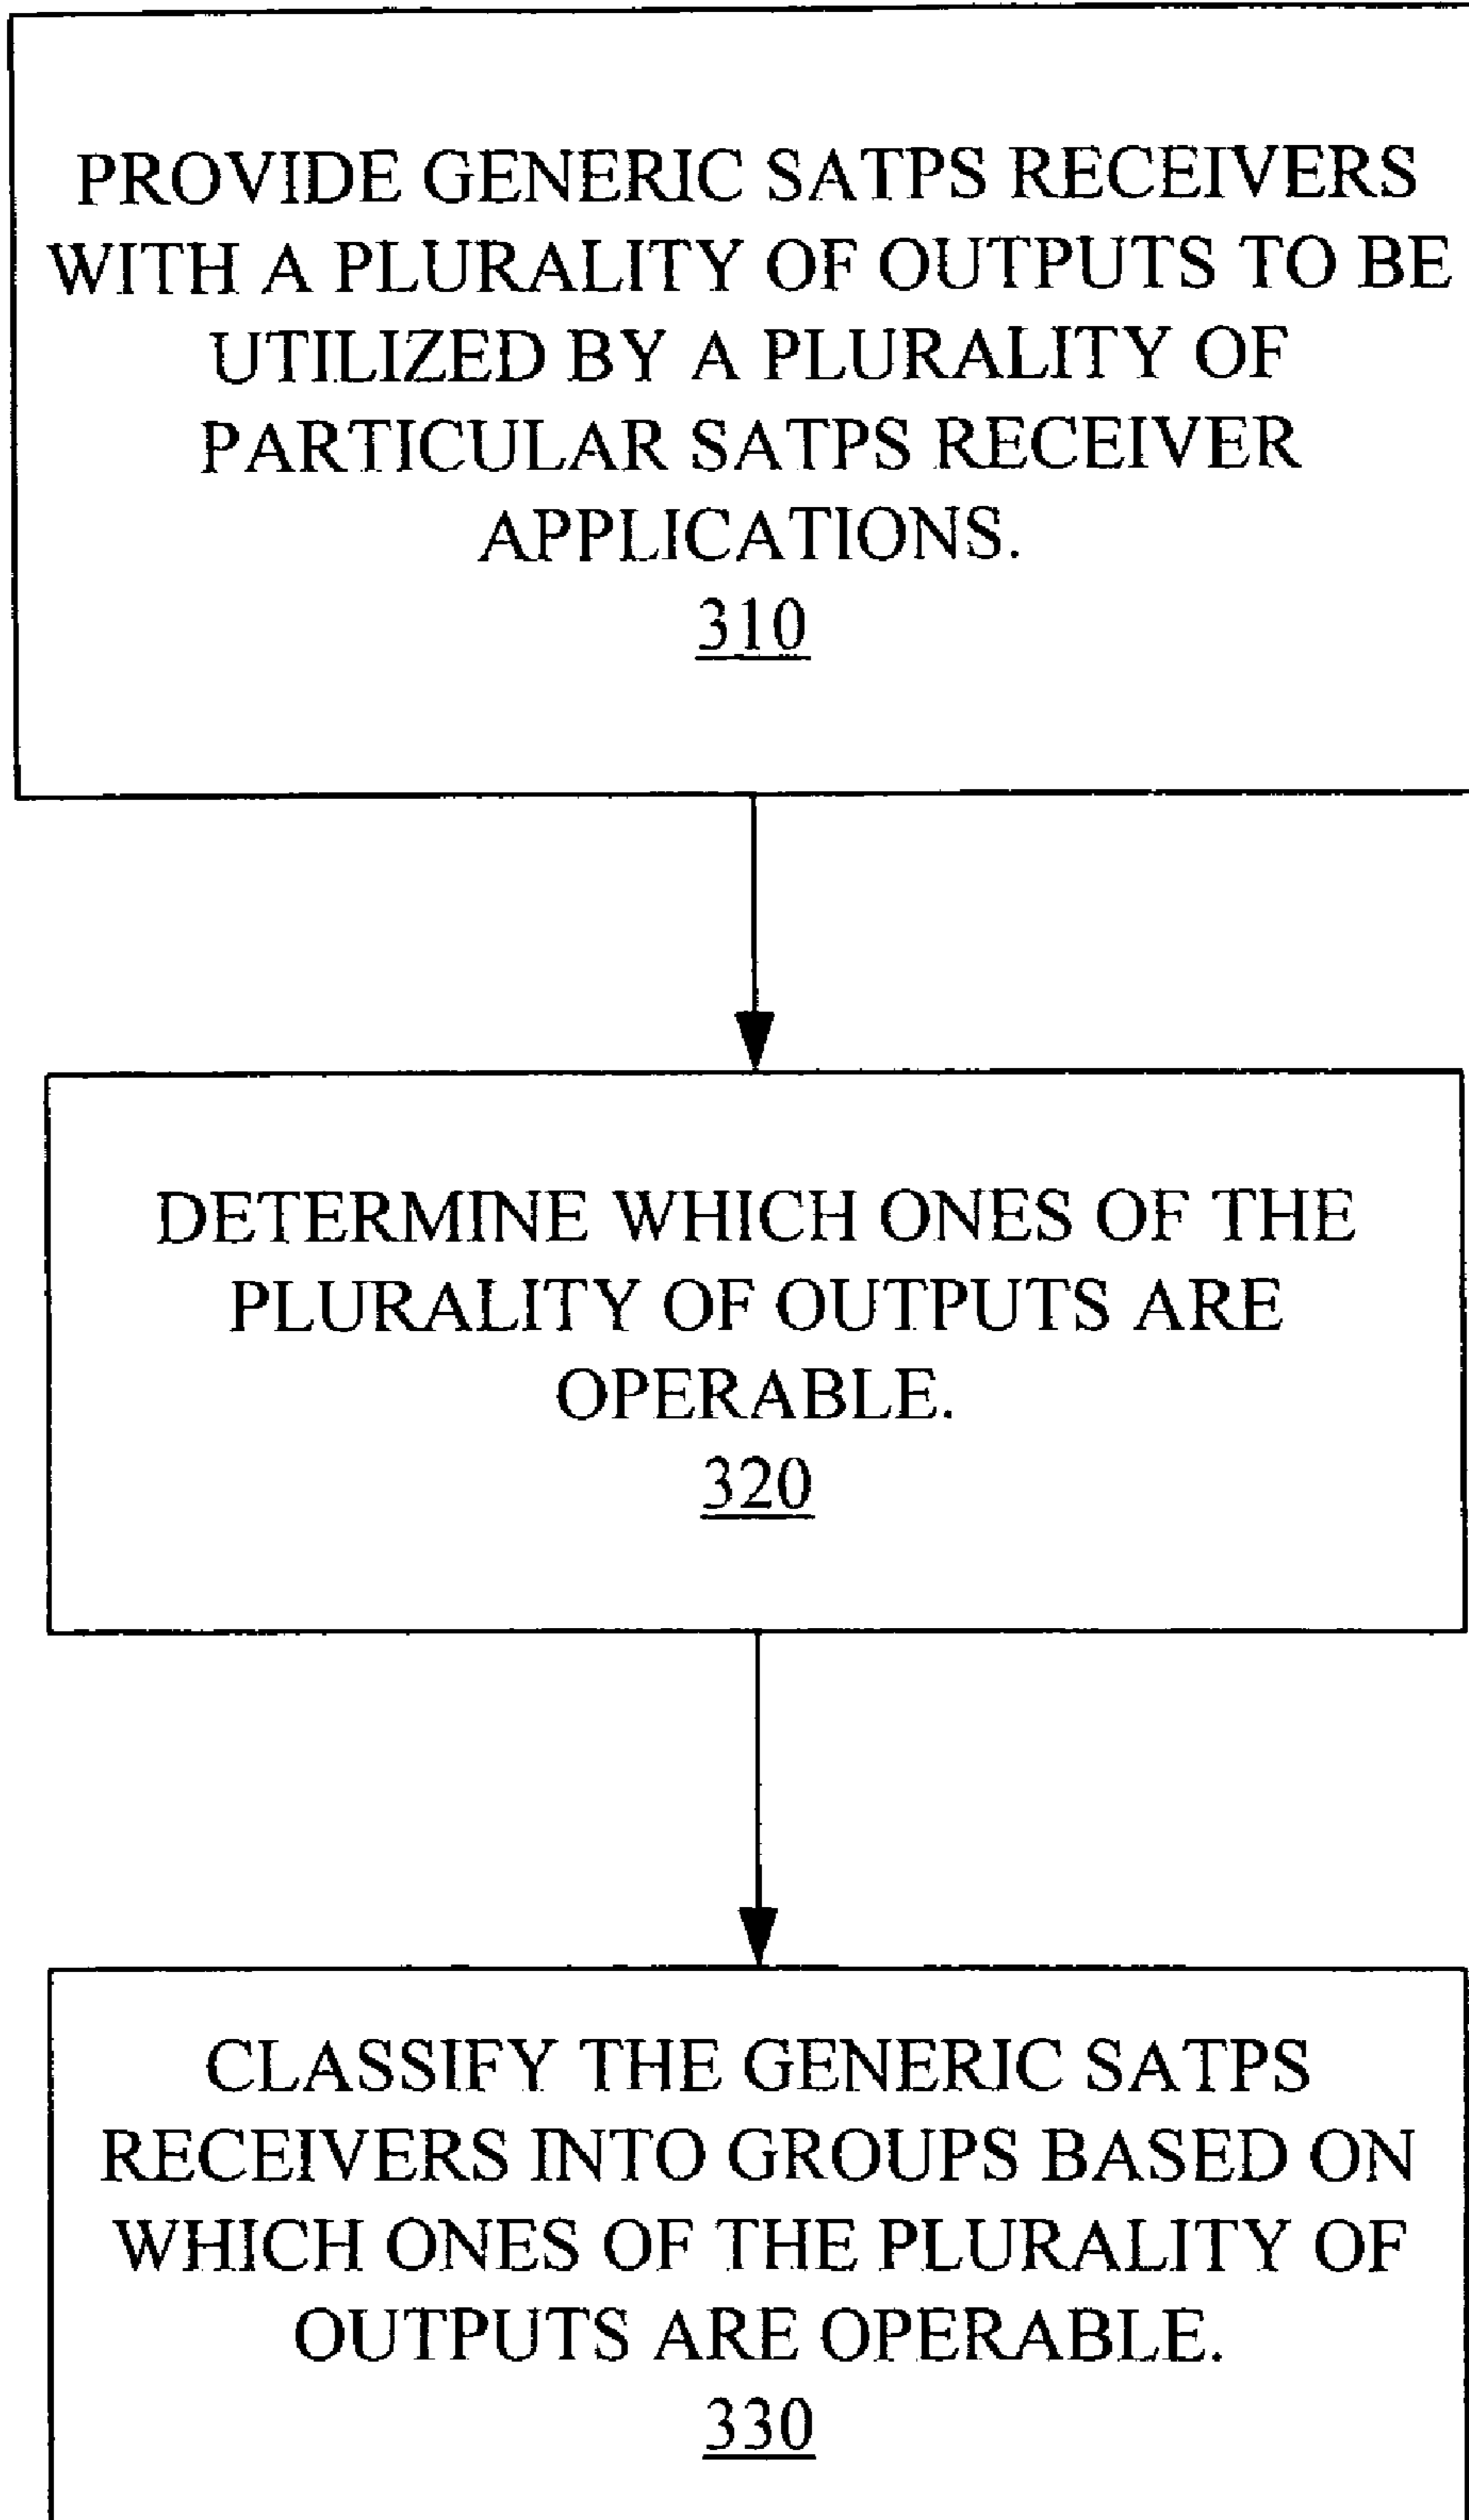 PROVIDE GENERIC SATPS RECEIVERS
WITH A PLURALITY OF OUTPUTS TO BE
UTILIZED BY A PLURALITY OF
PARTICULAR SATPS RECEIVER
APPLICATIONS.
310
DETERMINE WHICH ONES OF THE
PLURALITY OF OUTPUTS ARE
OPERABLE.
320
CLASSIFY THE GENERIC SATPS
RECEIVERS INTO GROUPS BASED ON
WHICH ONES OF THE PLURALITY OF
OUTPUTS ARE OPERABLE.
330